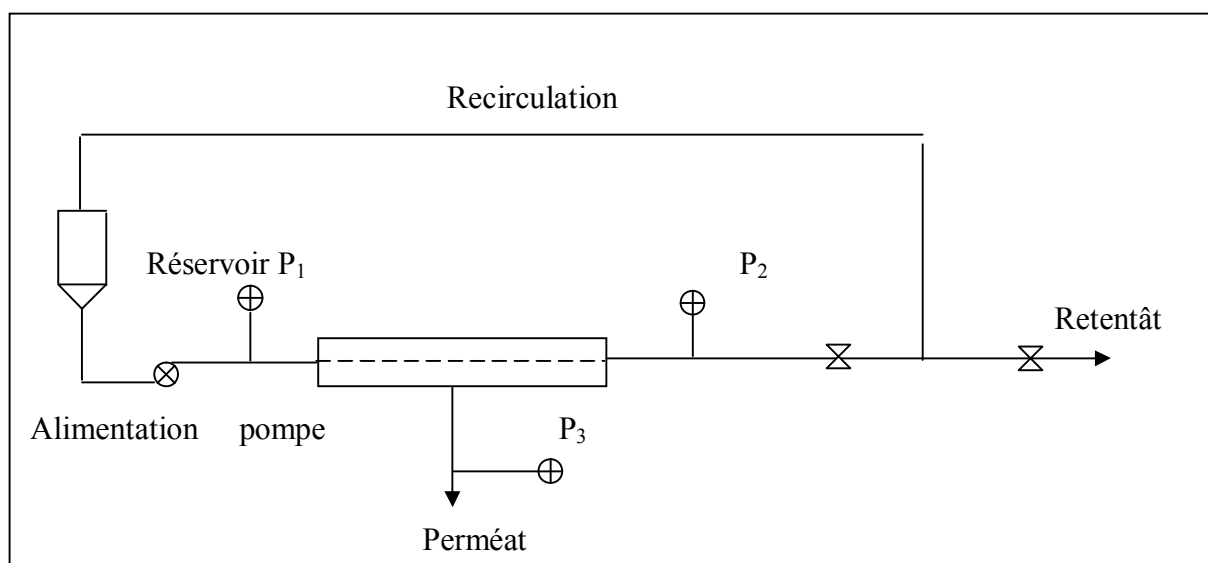 Recirculation
Réservoir P₁
P₂
Retentât
Alimentation pompe
P₃
Perméat